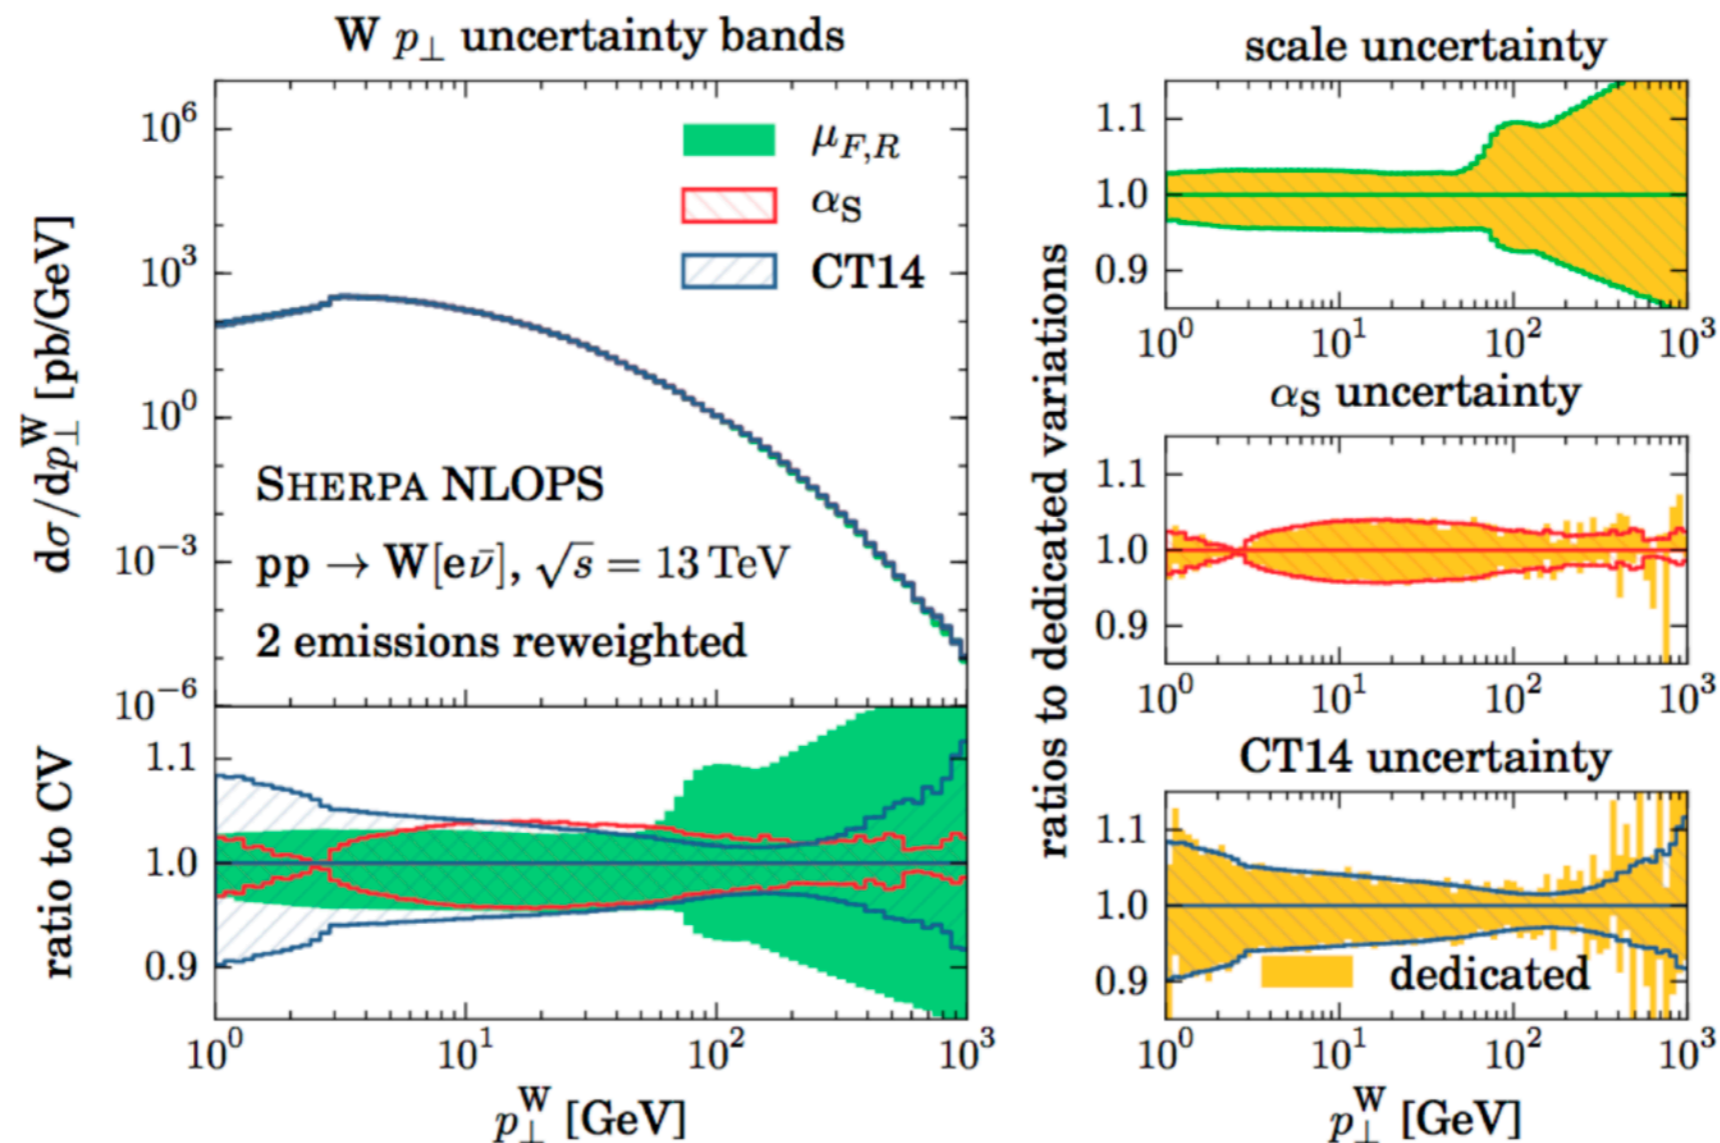 W p⊥ uncertainty bands
dσ/dp⊥^W [pb/GeV]
10^6
10^3
10^0
10^−3
10^−6
μ_F,R
α_S
CT14
SHERPA NLOPS
pp → W[eν̄], √s = 13 TeV
2 emissions reweighted
ratio to CV
1.1
1.0
0.9
10^0 10^1 10^2 10^3
p⊥^W [GeV]
ratios to dedicated variations
scale uncertainty
1.1
1.0
0.9
10^0 10^1 10^2 10^3
α_S uncertainty
1.1
1.0
0.9
10^0 10^1 10^2 10^3
CT14 uncertainty
1.1
1.0
0.9
dedicated
10^0 10^1 10^2 10^3
p⊥^W [GeV]